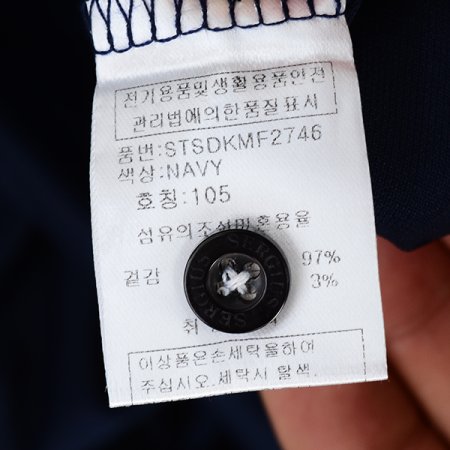 전기용품및생활용품안전
관리법에의한품질표시
품번:STSDKMF2746
색상:NAVY
호칭:105
섬유의조성및혼용율
97%
겉감
3%
SERGIUS SERGIUS
취
이상품은손세탁을하여
주십시오.세탁시 탈색.